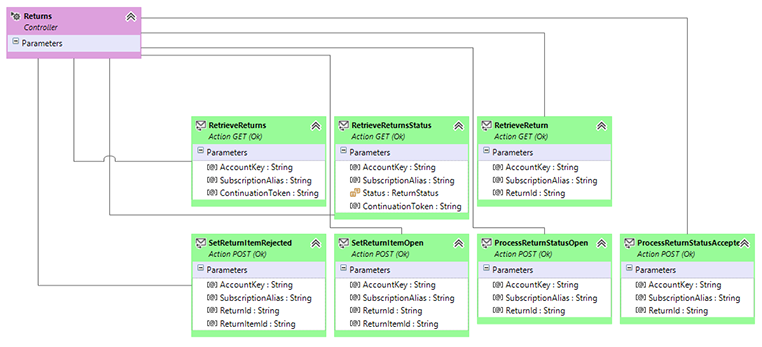 Returns
Controller
Parameters
RetrieveReturns
Action GET (Ok)
Parameters
AccountKey : String
SubscriptionAlias : String
ContinuationToken : String
RetrieveReturnsStatus
Action GET (Ok)
Parameters
AccountKey : String
SubscriptionAlias : String
Status : ReturnStatus
ContinuationToken : String
RetrieveReturn
Action GET (Ok)
Parameters
AccountKey : String
SubscriptionAlias : String
ReturnId : String
SetReturnItemRejected
Action POST (Ok)
Parameters
AccountKey : String
SubscriptionAlias : String
ReturnId : String
ReturnItemId : String
SetReturnItemOpen
Action POST (Ok)
Parameters
AccountKey : String
SubscriptionAlias : String
ReturnId : String
ReturnItemId : String
ProcessReturnStatusOpen
Action POST (Ok)
Parameters
AccountKey : String
SubscriptionAlias : String
ReturnId : String
ProcessReturnStatusAccepte
Action POST (Ok)
Parameters
AccountKey : String
SubscriptionAlias : String
ReturnId : String